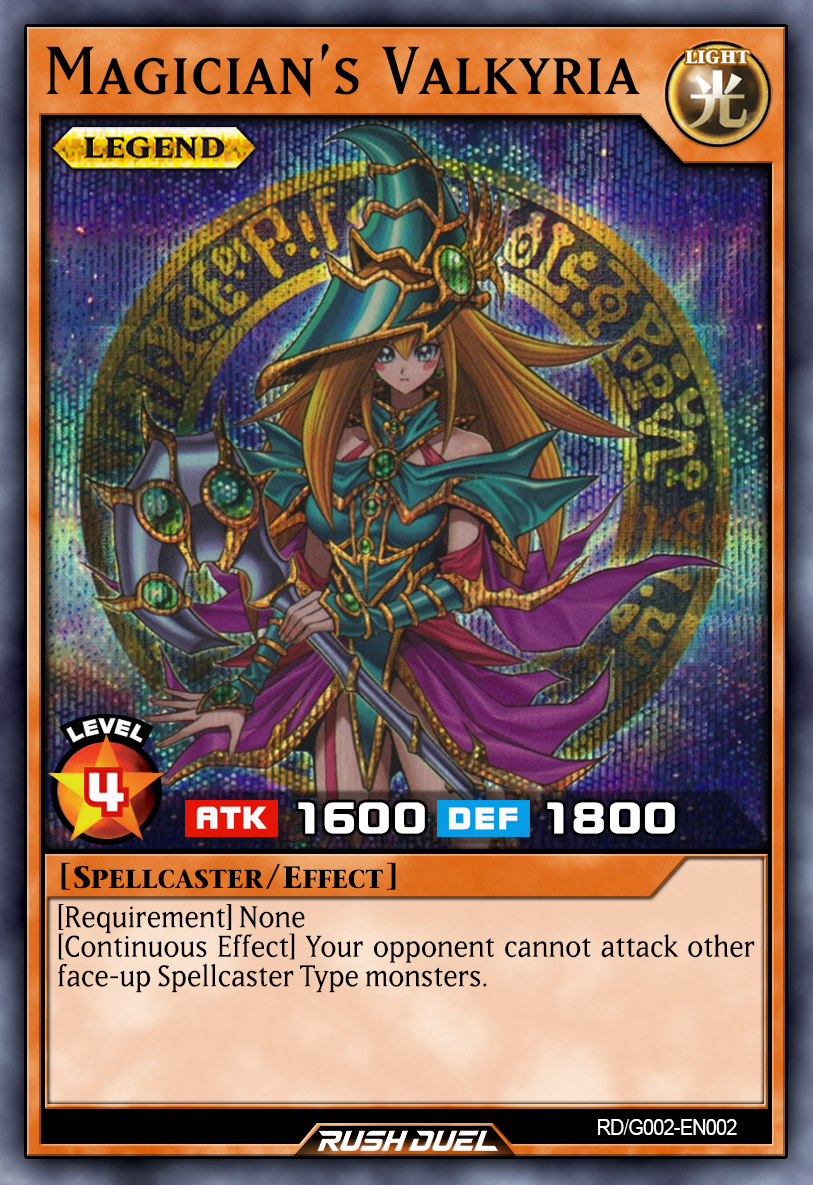 Magician's Valkyria
LIGHT
光
LEGEND
LEVEL
4
ATK 1600 DEF 1800
[Spellcaster/Effect]
[Requirement] None
[Continuous Effect] Your opponent cannot attack other
face-up Spellcaster Type monsters.
RD/G002-EN002
RUSH DUEL